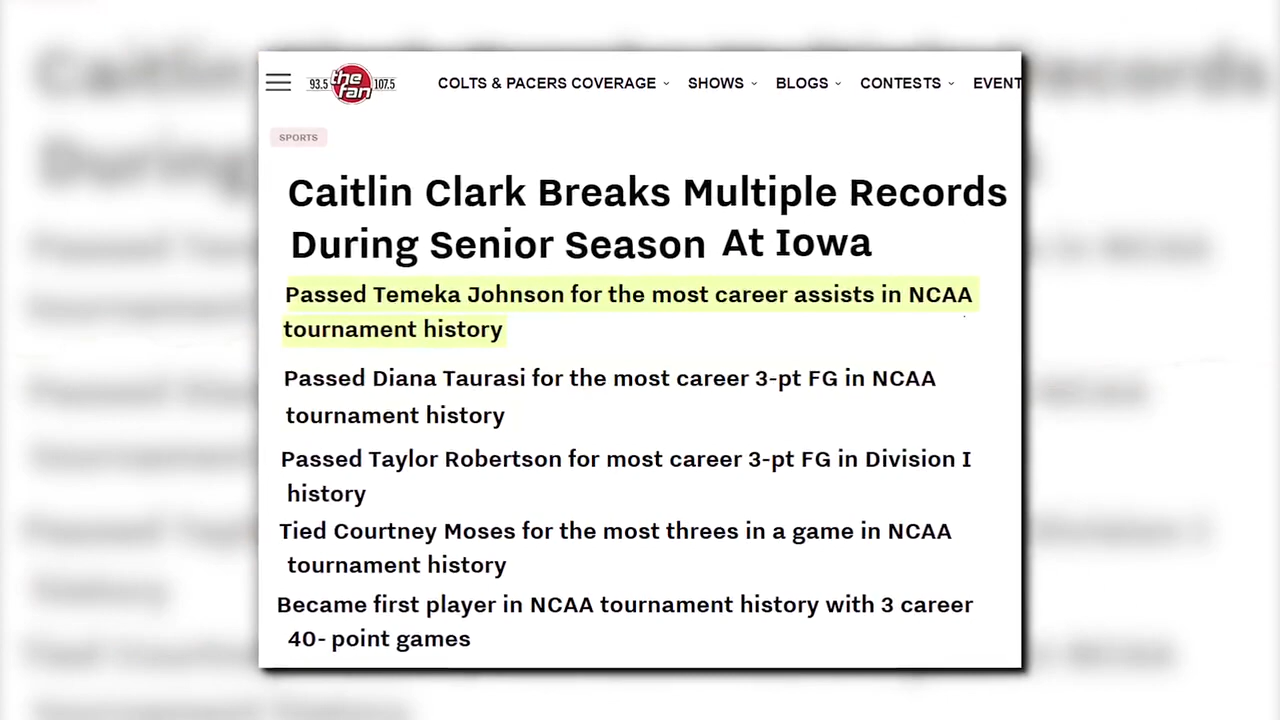 93.5 the fan 107.5
COLTS & PACERS COVERAGE SHOWS BLOGS CONTESTS EVENT
SPORTS
Caitlin Clark Breaks Multiple Records
During Senior Season At Iowa
Passed Temeka Johnson for the most career assists in NCAA
tournament history
Passed Diana Taurasi for the most career 3-pt FG in NCAA
tournament history
Passed Taylor Robertson for most career 3-pt FG in Division I
history
Tied Courtney Moses for the most threes in a game in NCAA
tournament history
Became first player in NCAA tournament history with 3 career
40- point games